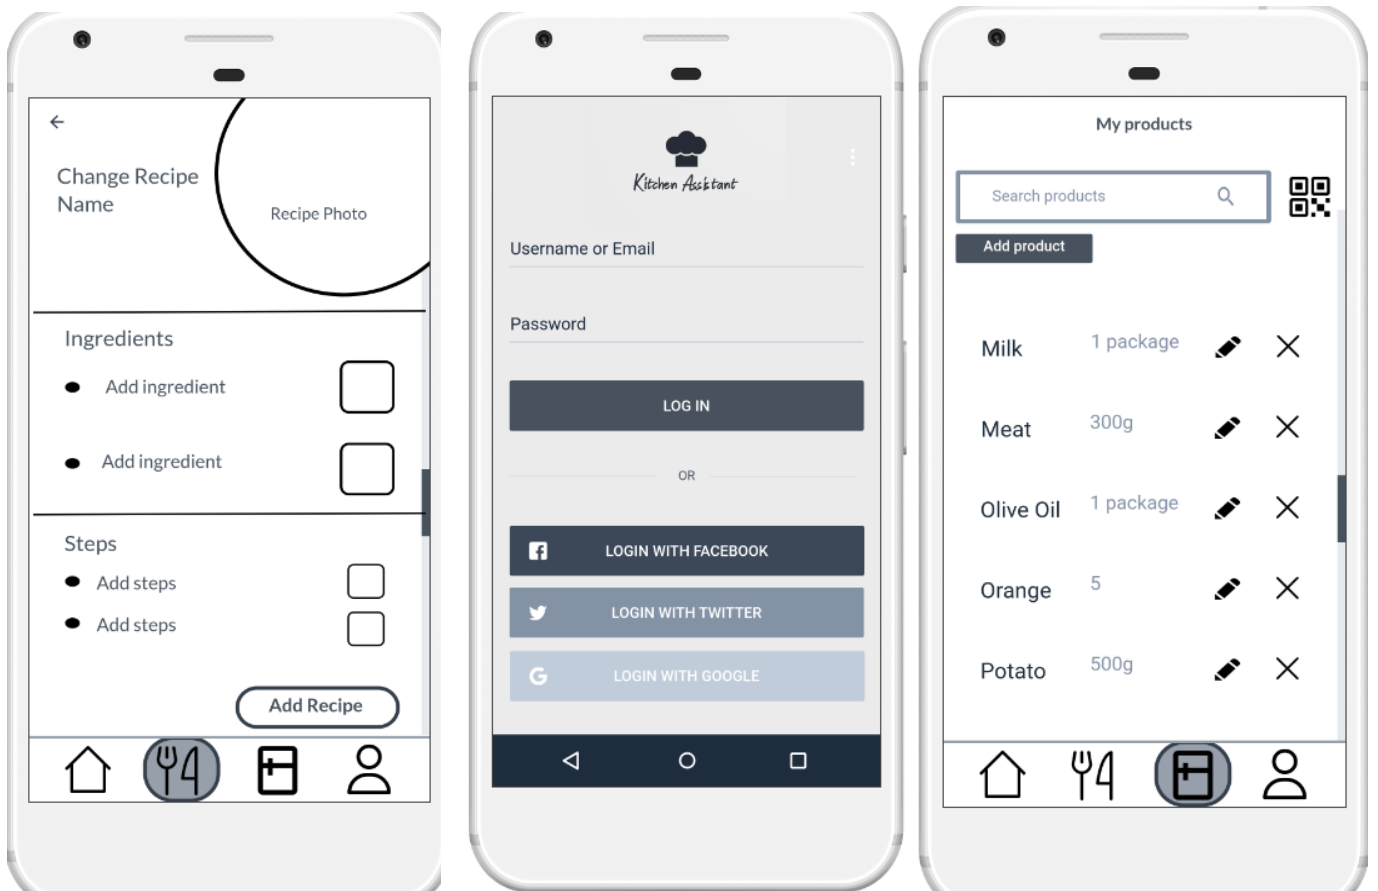 Change Recipe
Name
Recipe Photo
Ingredients
Add ingredient
Add ingredient
Steps
Add steps
Add steps
Add Recipe
Kitchen Assistant
Username or Email
Password
LOG IN
OR
LOGIN WITH FACEBOOK
LOGIN WITH TWITTER
G LOGIN WITH GOOGLE
My products
Search products
Add product
Milk 1 package
Meat 300g
Olive Oil 1 package
Orange 5
Potato 500g